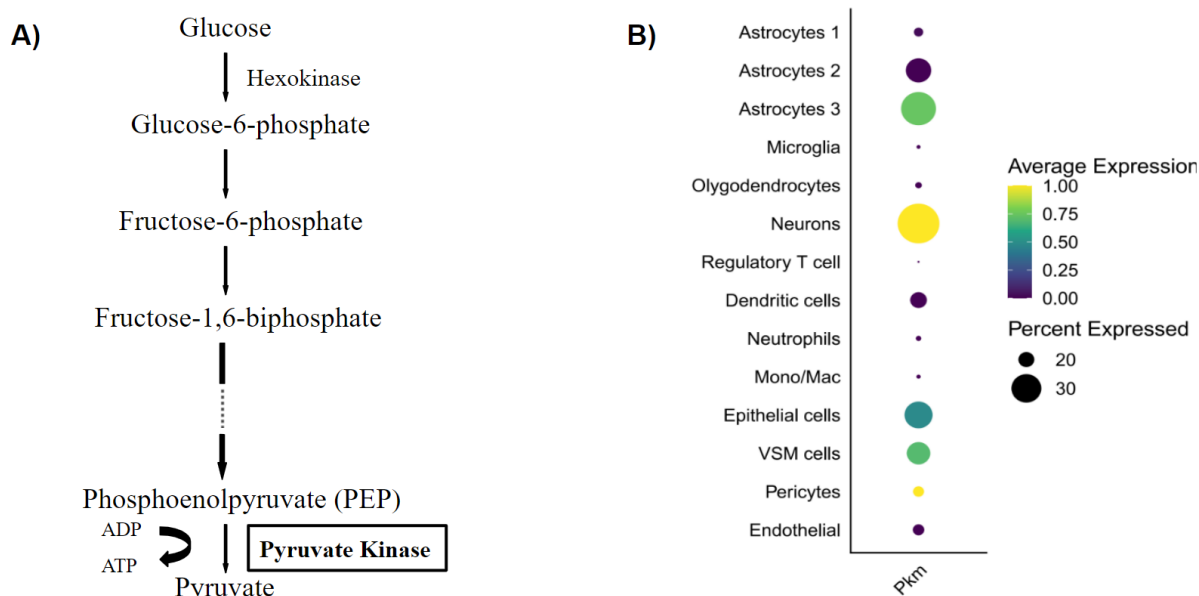 A)
Glucose
Hexokinase
Glucose-6-phosphate
Fructose-6-phosphate
Fructose-1,6-biphosphate
Phosphoenolpyruvate (PEP)
ADP
ATP
Pyruvate Kinase
Pyruvate
B)
Astrocytes 1
Astrocytes 2
Astrocytes 3
Microglia
Olygodendrocytes
Neurons
Regulatory T cell
Dendritic cells
Neutrophils
Mono/Mac
Epithelial cells
VSM cells
Pericytes
Endothelial
Pkm
Average Expression
1.00
0.75
0.50
0.25
0.00
Percent Expressed
20
30